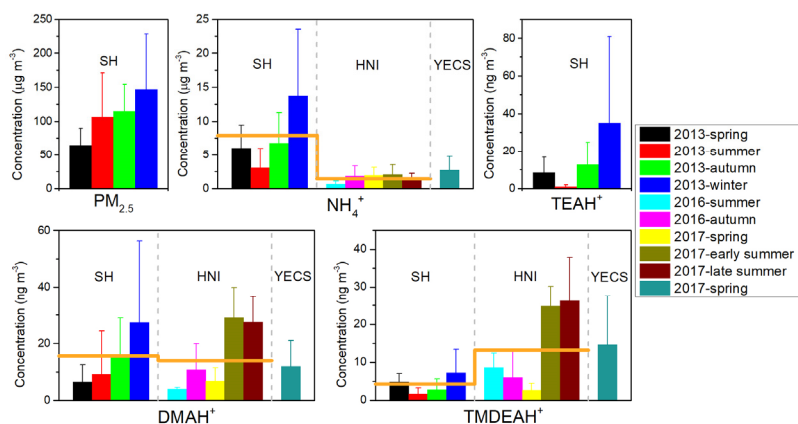 Concentration (μg m-3)
250
200
150
100
50
0
SH
PM2.5
Concentration (μg m-3)
25
20
15
10
5
0
SH
HNI
YECS
NH4+
Concentration (ng m-3)
80
60
40
20
0
SH
TEAH+
2013-spring
2013-summer
2013-autumn
2013-winter
2016-summer
2016-autumn
2017-spring
2017-early summer
2017-late summer
2017-spring
Concentration (ng m-3)
60
40
20
0
SH
HNI
YECS
DMAH+
Concentration (ng m-3)
40
30
20
10
0
SH
HNI
YECS
TMDEAH+